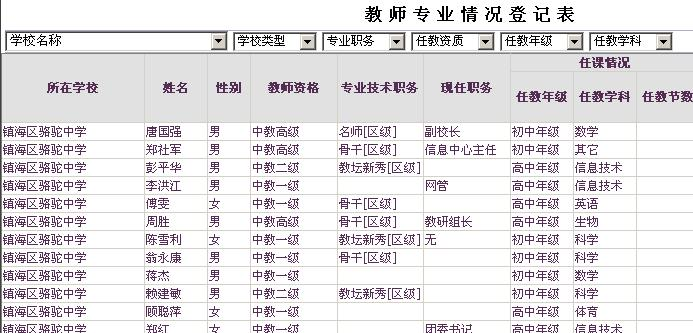 教师专业情况登记表
学校名称 学校类型 专业职务 任教资质 任教年级 任教学科
所在学校 姓名 性别 教师资格 专业技术职务 现任职务 任课情况
任教年级 任教学科 任教节数
镇海区骆驼中学 唐国强 男 中教高级 名师[区级] 副校长 初中年级 数学
镇海区骆驼中学 郑社军 男 中教高级 骨干[区级] 信息中心主任 初中年级 其它
镇海区骆驼中学 彭平华 男 中教二级 教坛新秀[区级] 高中年级 信息技术
镇海区骆驼中学 李洪江 男 中教一级 网管 高中年级 信息技术
镇海区骆驼中学 傅雯 女 中教一级 骨干[区级] 高中年级 英语
镇海区骆驼中学 周胜 男 中教高级 骨干[区级] 教研组长 高中年级 生物
镇海区骆驼中学 陈雪利 女 中教一级 教坛新秀[区级] 无 初中年级 科学
镇海区骆驼中学 翁永康 男 中教一级 骨干[区级] 初中年级 科学
镇海区骆驼中学 蒋杰 男 中教一级 初中年级 数学
镇海区骆驼中学 赖建敏 男 中教二级 教坛新秀[区级] 初中年级 科学
镇海区骆驼中学 顾聪萍 女 中教一级 高中年级 体育
镇海区骆驼中学 郑红 女 中教一级 团委书记 高中年级 信息技术